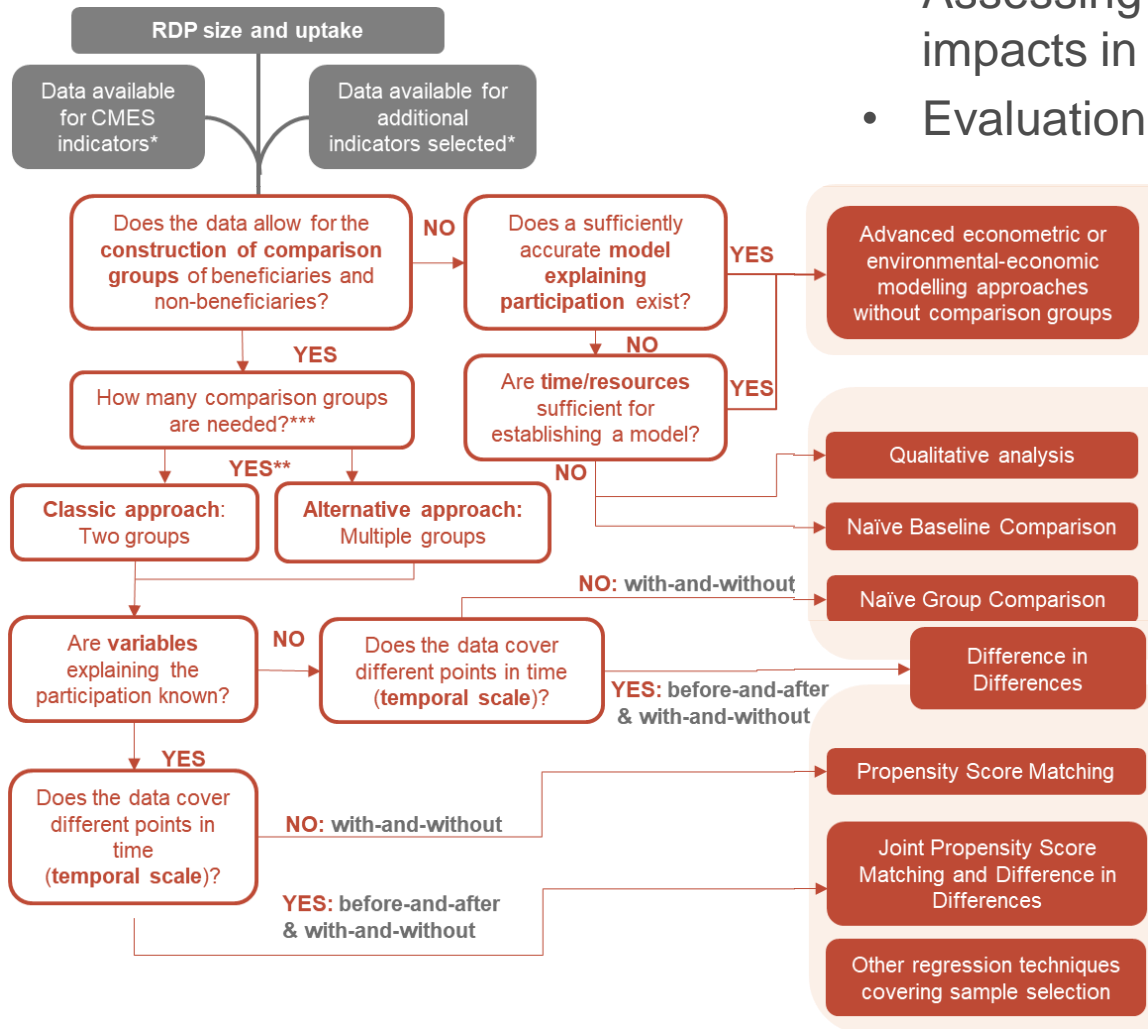 Assessing
impacts in
• Evaluation
RDP size and uptake
Data available
for CMES
indicators*
Data available for
additional
indicators selected*
Does the data allow for the
construction of comparison
groups of beneficiaries and
non-beneficiaries?
NO
Does a sufficiently
accurate model
explaining
participation exist?
YES
Advanced econometric or
environmental-economic
modelling approaches
without comparison groups
YES
NO
How many comparison groups
are needed?***
Are time/resources
sufficient for
establishing a model?
YES
NO
Qualitative analysis
YES**
Classic approach:
Two groups
Alternative approach:
Multiple groups
Naïve Baseline Comparison
NO: with-and-without
Naïve Group Comparison
Are variables
explaining the
participation known?
NO
Does the data cover
different points in time
(temporal scale)?
YES: before-and-after
& with-and-without
Difference in
Differences
YES
Does the data cover
different points in
time
(temporal scale)?
NO: with-and-without
Propensity Score Matching
YES: before-and-after
& with-and-without
Joint Propensity Score
Matching and Difference in
Differences
Other regression techniques
covering sample selection